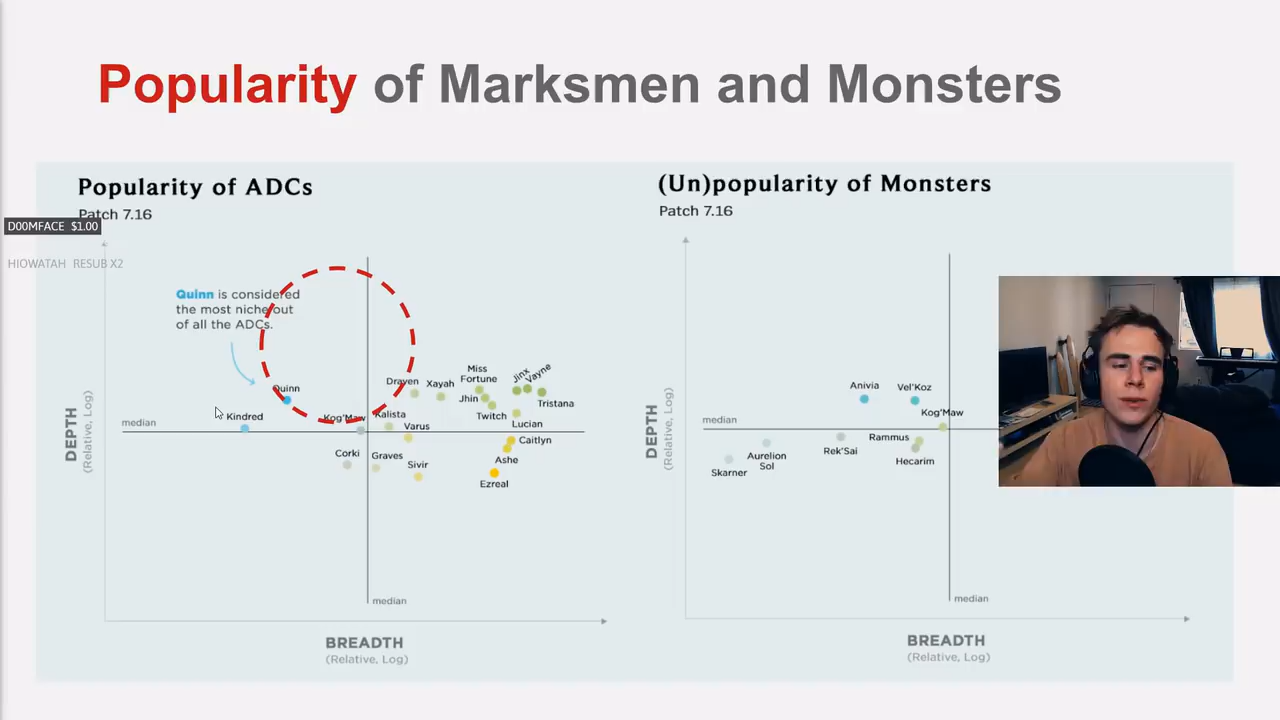 Popularity of Marksmen and Monsters
Popularity of ADCs
Patch 7.16
D00MFACE $1.00
HIOWATAH RESUB X2
Quinn is considered
the most niche out
of all the ADCs.
Quinn
Kindred
median
Kog'Maw
Draven
Xayah
Miss
Fortune
Jinx
Vayne
Jhin
Tristana
Twitch
Kalista
Varus
Lucian
Caitlyn
Corki
Graves
Sivir
Ashe
Ezreal
DEPTH
(Relative, Log)
median
BREADTH
(Relative, Log)
(Un)popularity of Monsters
Patch 7.16
Anivia
Vel'Koz
Kog'Maw
median
Rammus
Rek'Sai
Hecarim
Aurelion
Sol
Skarner
DEPTH
(Relative, Log)
median
BREADTH
(Relative, Log)